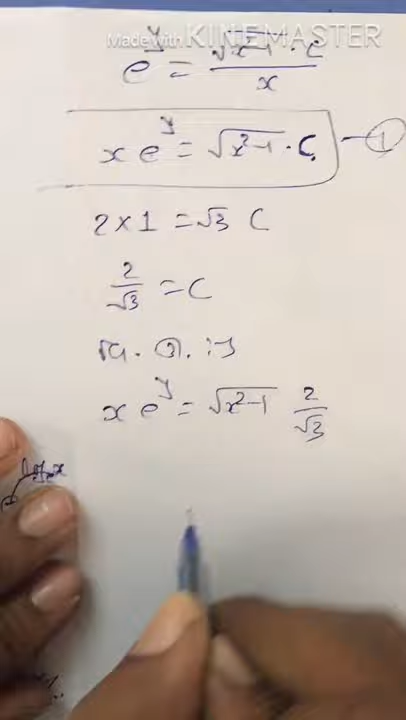 Made with KINEMASTER
e^y = √(x²-1) · C / x
x e^y = √(x²-1) · C. — ①
2 × 1 = √3 C
2/√3 = C
x e^y = √(x²-1) 2/√3